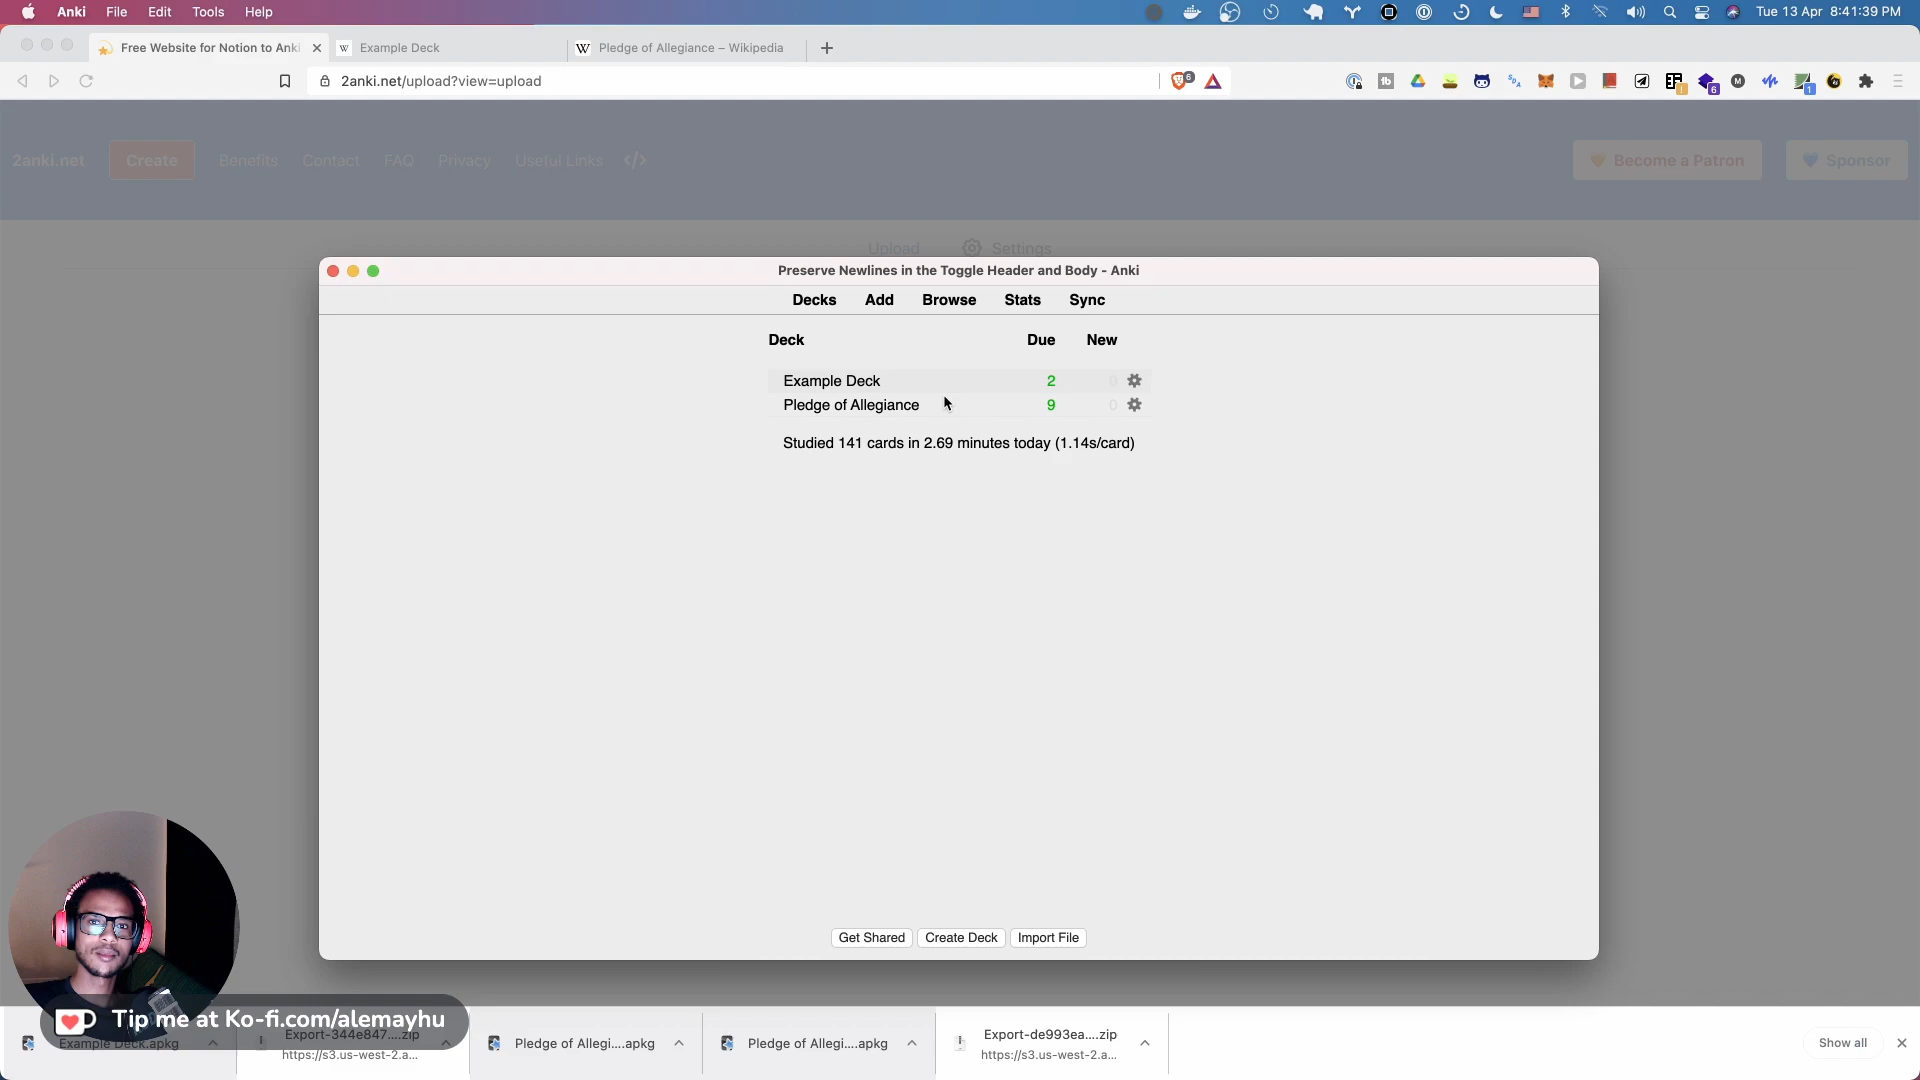 Anki File Edit Tools Help
Tue 13 Apr 8:41:39 PM
Free Website for Notion to Anki
Example Deck
Pledge of Allegiance – Wikipedia
2anki.net/upload?view=upload
2anki.net Create Benefits Contact FAQ Privacy Useful Links </>
Become a Patron
Sponsor
Upload
Settings
Preserve Newlines in the Toggle Header and Body - Anki
Decks Add Browse Stats Sync
Deck Due New
Example Deck 2 0
Pledge of Allegiance 9 0
Studied 141 cards in 2.69 minutes today (1.14s/card)
Get Shared Create Deck Import File
Tip me at Ko-fi.com/alemayhu
Example Deck.apkg
Export-344e847....zip
https://s3.us-west-2.a...
Pledge of Allegi....apkg
Pledge of Allegi....apkg
Export-de993ea....zip
https://s3.us-west-2.a...
Show all